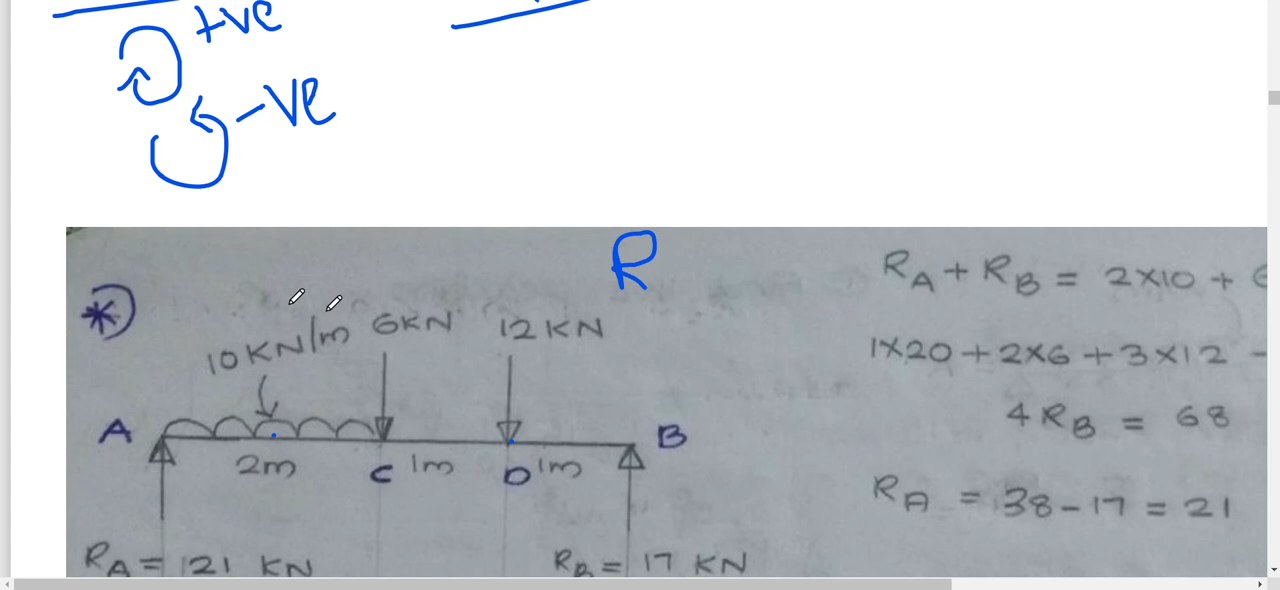 +ve
-ve
R
*)
10KN/m 6KN 12KN
A B
2m C 1m D 1m
RA = 21 KN RB = 17 KN
RA + RB = 2×10 +
1×20 + 2×6 + 3×12 -
4RB = 68
RA = 38-17 = 21